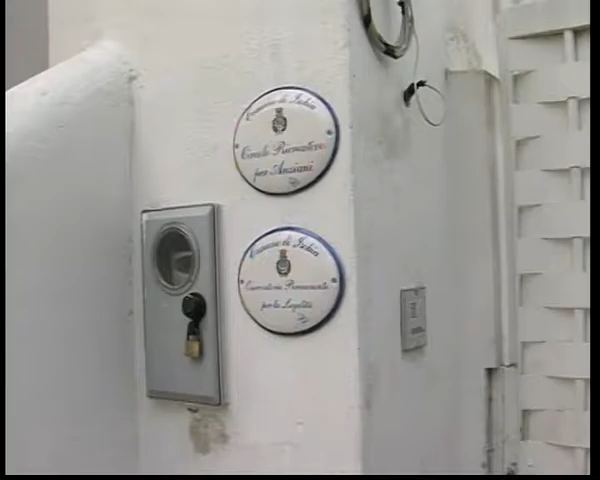 Comune di Ischia
Circolo Ricreativo
per Anziani
Comune di Ischia
Osservatorio Permanente
per la Legalità